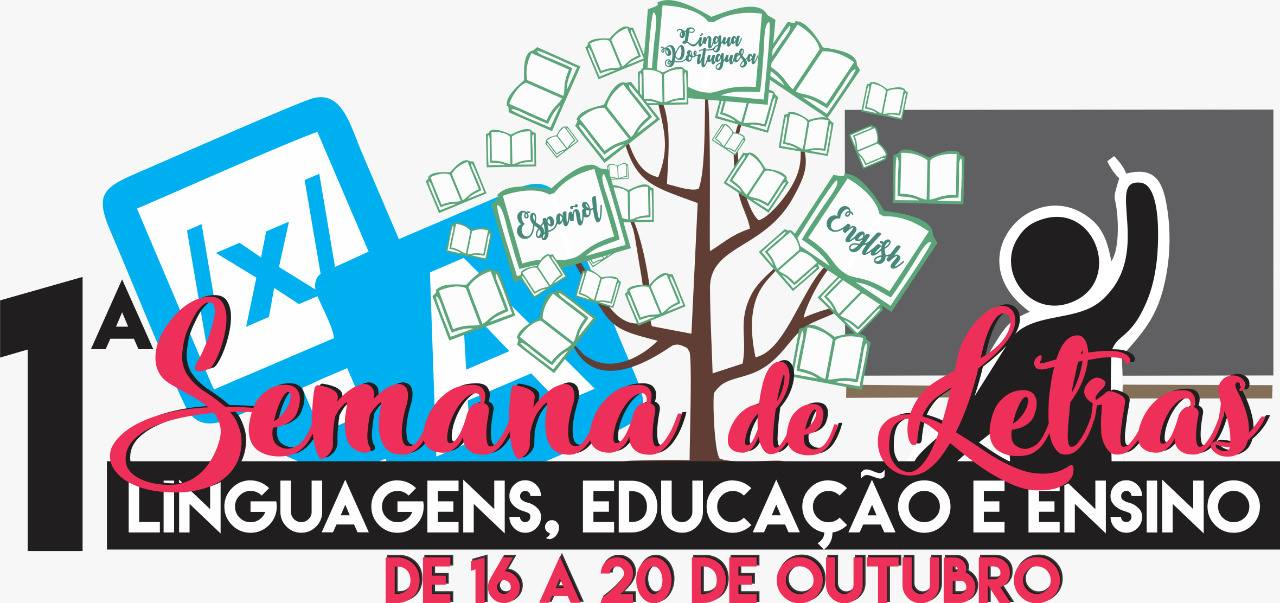 Língua
Portuguesa
/x/
Español
English
A
1ª Semana de Letras
LINGUAGENS, EDUCAÇÃO E ENSINO
DE 16 A 20 DE OUTUBRO